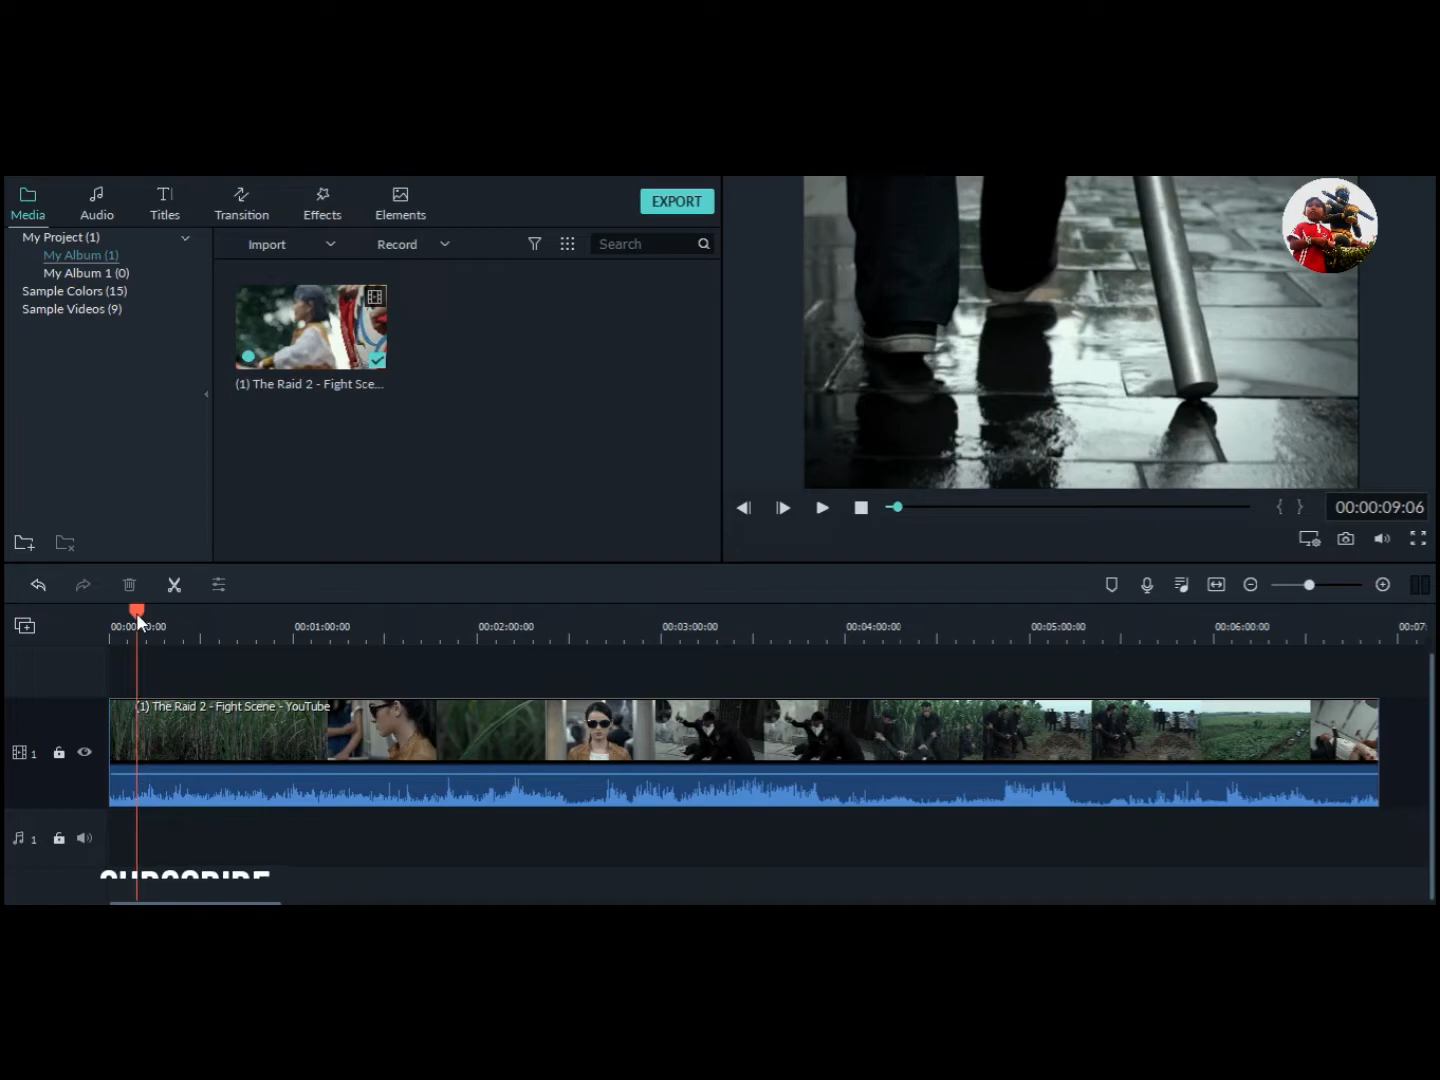 Media Audio Titles Transition Effects Elements EXPORT
My Project (1)
Import Record Search
My Album (1)
My Album 1 (0)
Sample Colors (15)
Sample Videos (9)
(1) The Raid 2 - Fight Sce...
00:00:09:06
00:01:00:00 00:02:00:00 00:03:00:00 00:04:00:00 00:05:00:00 00:06:00:00
(1) The Raid 2 - Fight Scene - YouTube
1
1
SUBSCRIBE